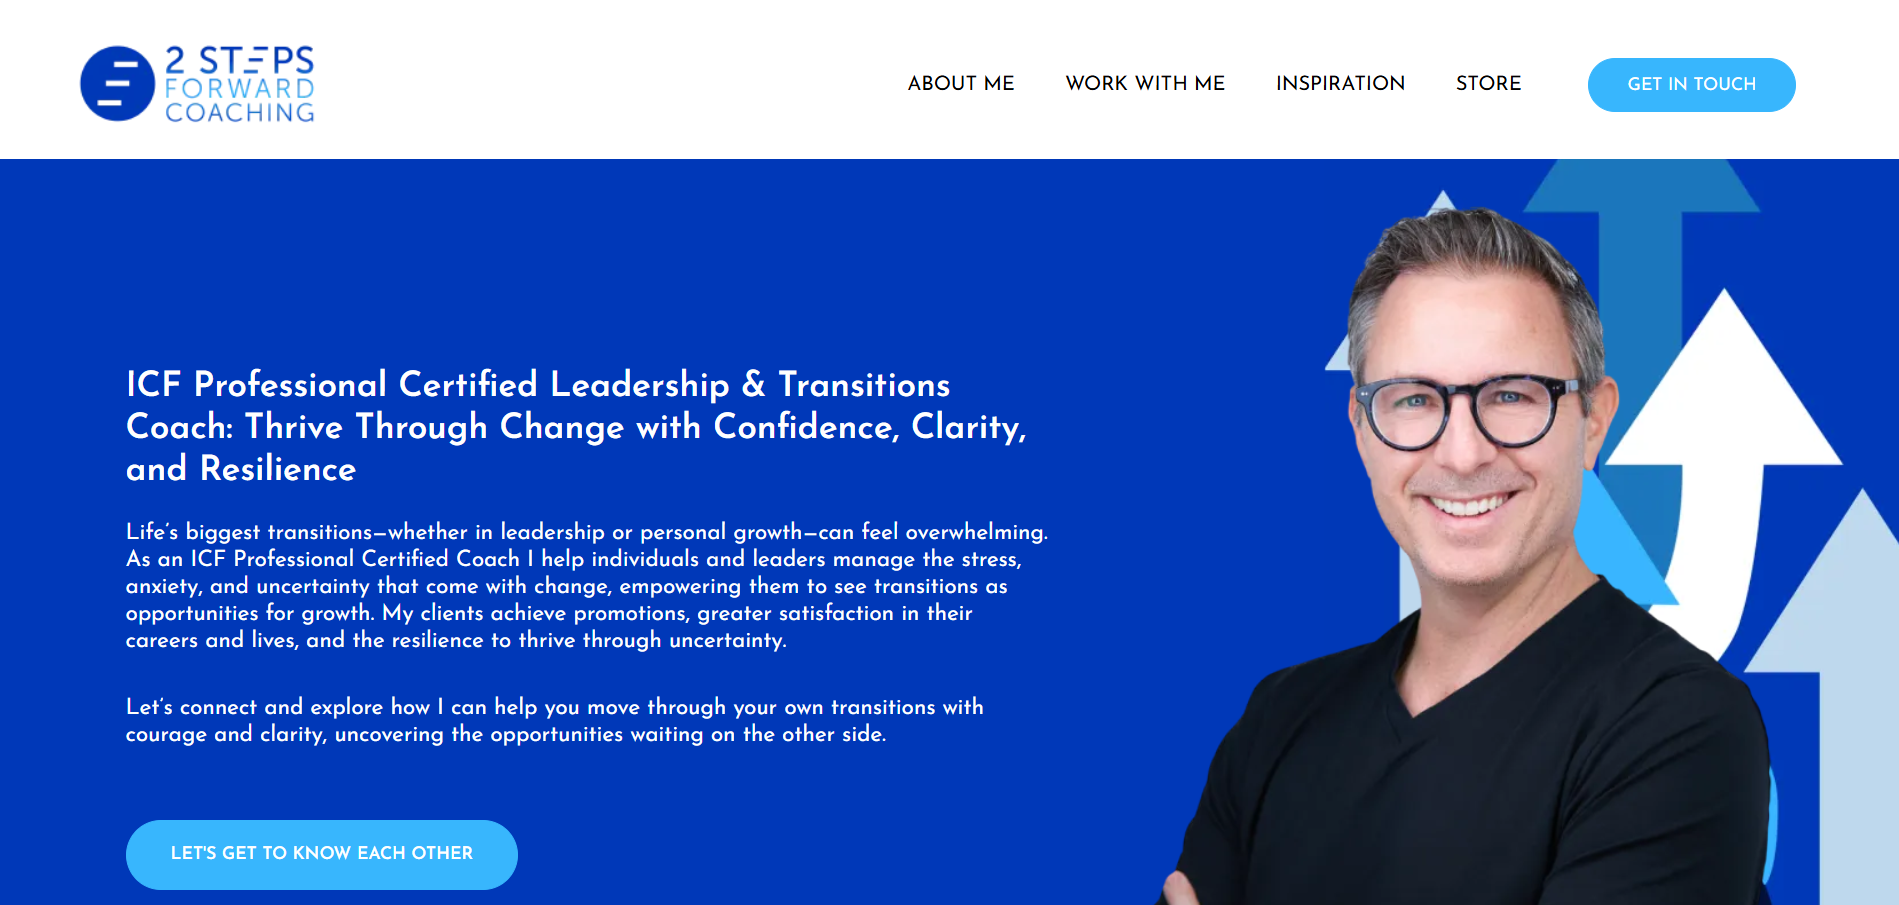 2 STEPS
FORWARD
COACHING
ABOUT ME
WORK WITH ME
INSPIRATION
STORE
GET IN TOUCH
ICF Professional Certified Leadership & Transitions
Coach: Thrive Through Change with Confidence, Clarity,
and Resilience
Life's biggest transitions—whether in leadership or personal growth—can feel overwhelming.
As an ICF Professional Certified Coach I help individuals and leaders manage the stress,
anxiety, and uncertainty that come with change, empowering them to see transitions as
opportunities for growth. My clients achieve promotions, greater satisfaction in their
careers and lives, and the resilience to thrive through uncertainty.
Let's connect and explore how I can help you move through your own transitions with
courage and clarity, uncovering the opportunities waiting on the other side.
LET'S GET TO KNOW EACH OTHER